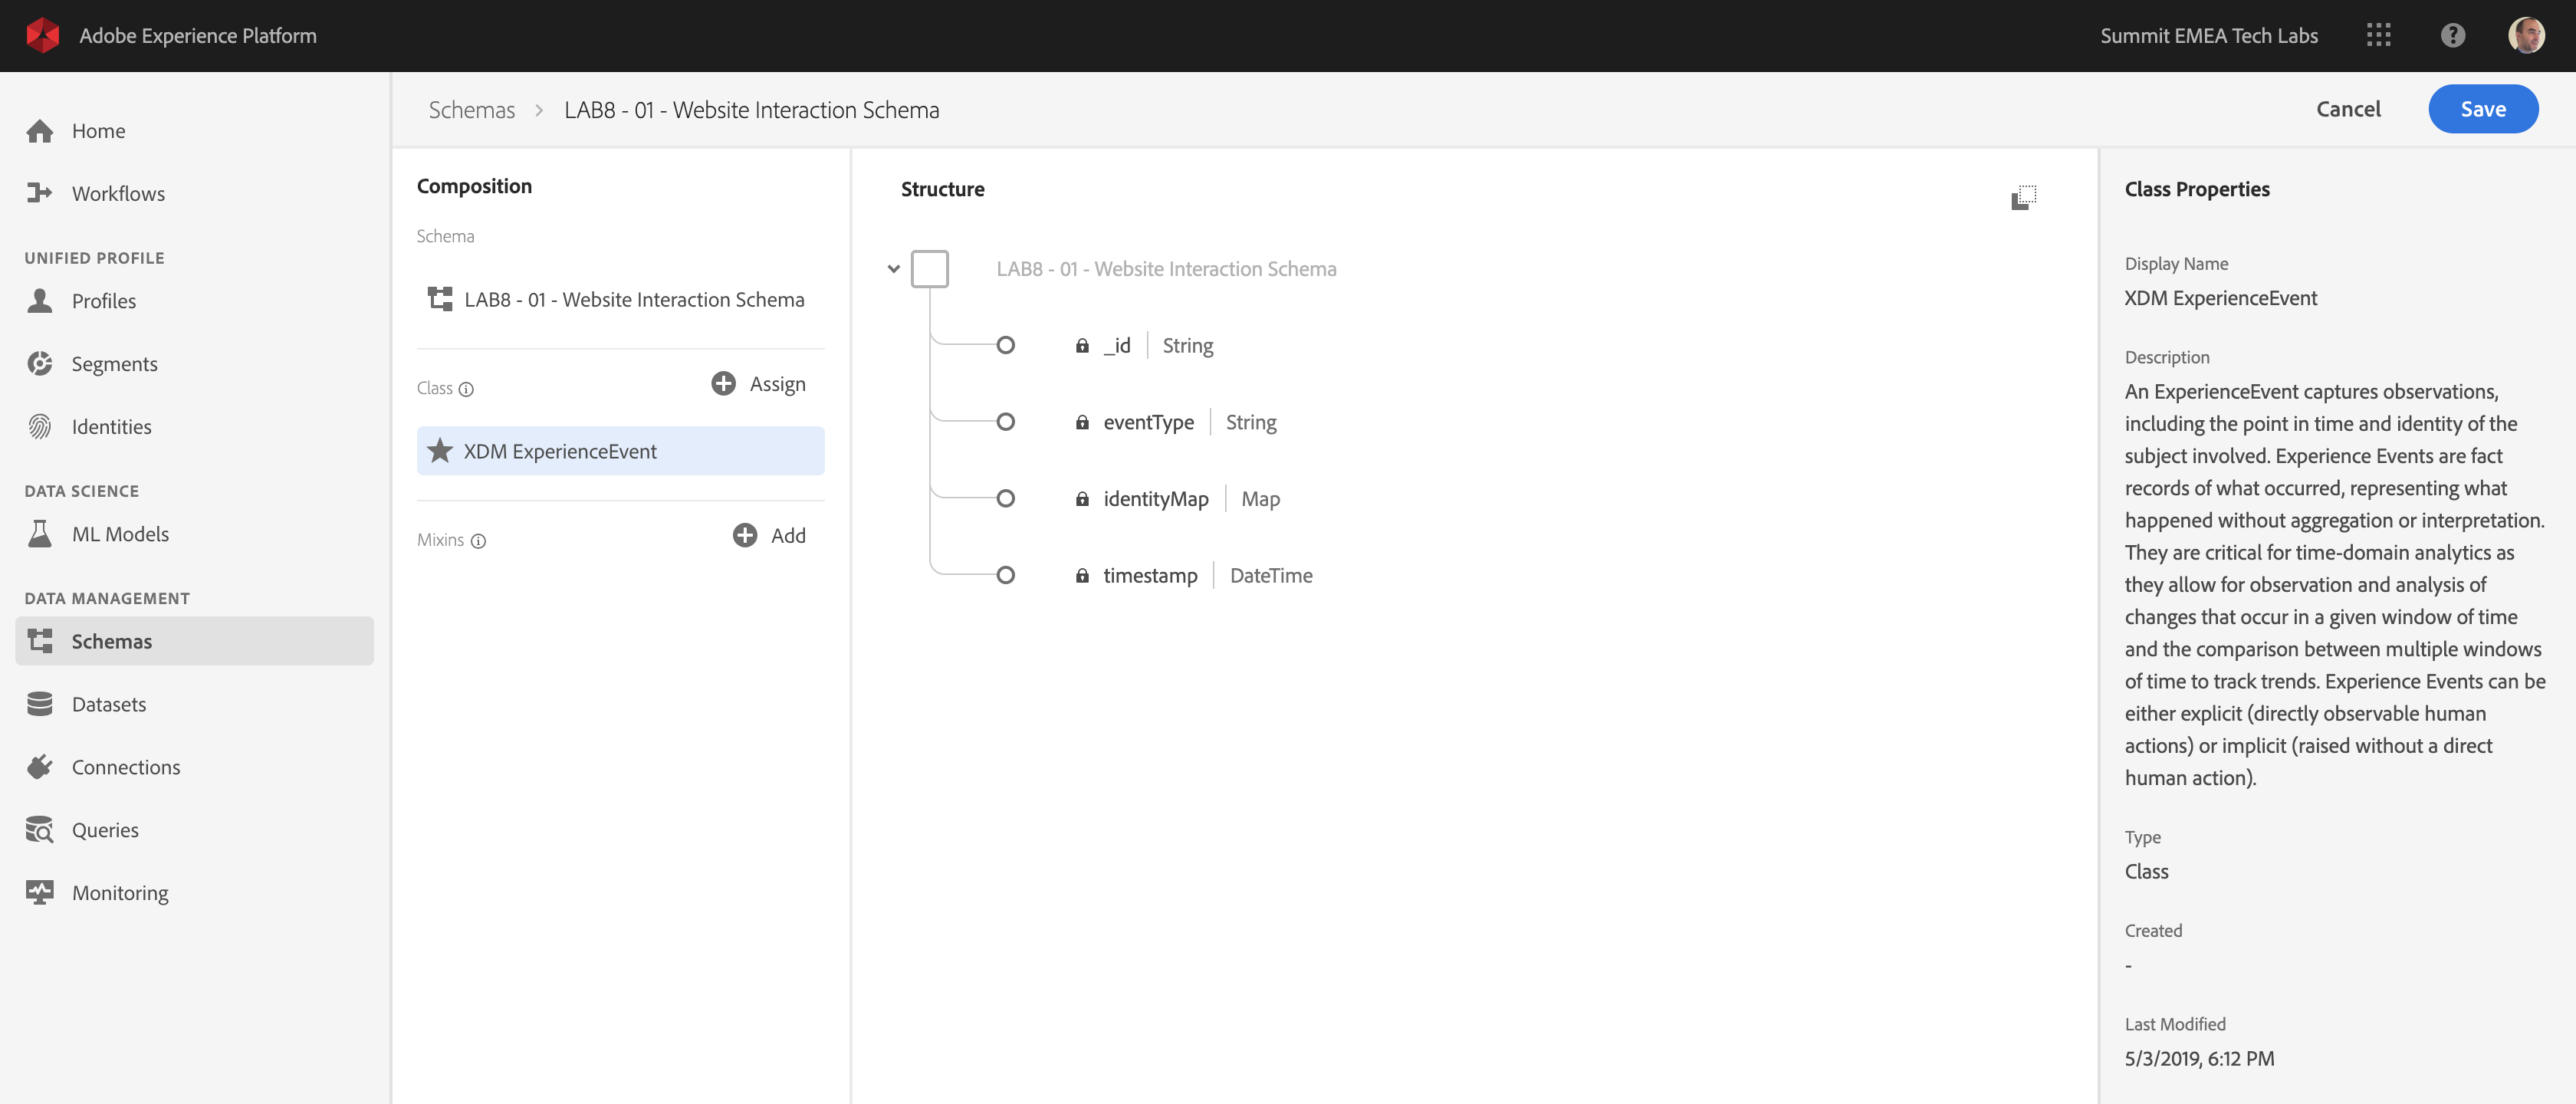 Adobe Experience Platform
Summit EMEA Tech Labs
Home
Workflows
UNIFIED PROFILE
Profiles
Segments
Identities
DATA SCIENCE
ML Models
DATA MANAGEMENT
Schemas
Datasets
Connections
Queries
Monitoring
Schemas > LAB8 - 01 - Website Interaction Schema
Cancel
Save
Composition
Schema
LAB8 - 01 - Website Interaction Schema
Class
Assign
XDM ExperienceEvent
Mixins
Add
Structure
LAB8 - 01 - Website Interaction Schema
_id | String
eventType | String
identityMap | Map
timestamp | DateTime
Class Properties
Display Name
XDM ExperienceEvent
Description
An ExperienceEvent captures observations,
including the point in time and identity of the
subject involved. Experience Events are fact
records of what occurred, representing what
happened without aggregation or interpretation.
They are critical for time-domain analytics as
they allow for observation and analysis of
changes that occur in a given window of time
and the comparison between multiple windows
of time to track trends. Experience Events can be
either explicit (directly observable human
actions) or implicit (raised without a direct
human action).
Type
Class
Created
-
Last Modified
5/3/2019, 6:12 PM